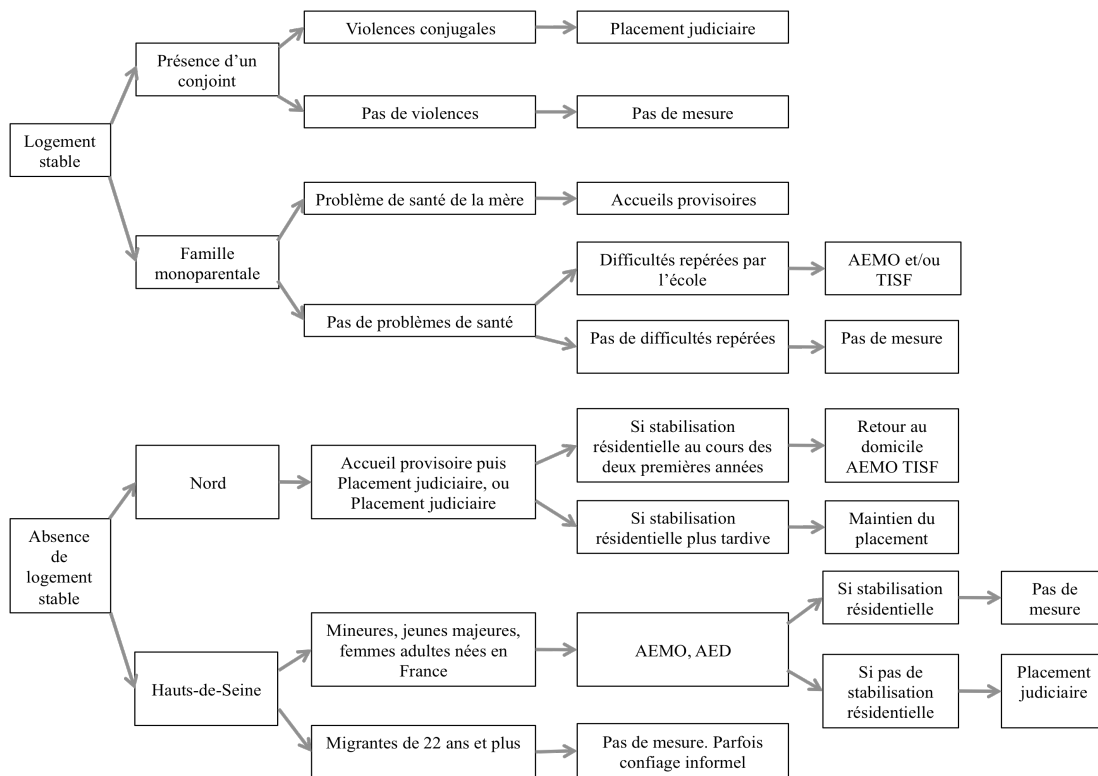 Violences conjugales
Placement judiciaire
Présence d’un
conjoint
Pas de violences
Pas de mesure
Logement
stable
Problème de santé de la mère
Accueils provisoires
Famille
monoparentale
Difficultés repérées par
l’école
AEMO et/ou
TISF
Pas de problèmes de santé
Pas de difficultés repérées
Pas de mesure
Si stabilisation
résidentielle au cours des
deux premières années
Retour au
domicile
AEMO TISF
Nord
Accueil provisoire puis
Placement judiciaire, ou
Placement judiciaire
Si stabilisation
résidentielle plus tardive
Maintien du
placement
Absence
de
logement
stable
Si stabilisation
résidentielle
Pas de
mesure
Mineures, jeunes majeures,
femmes adultes nées en
France
AEMO, AED
Hauts-de-Seine
Si pas de
stabilisation
résidentielle
Placement
judiciaire
Migrantes de 22 ans et plus
Pas de mesure. Parfois
confiage informel